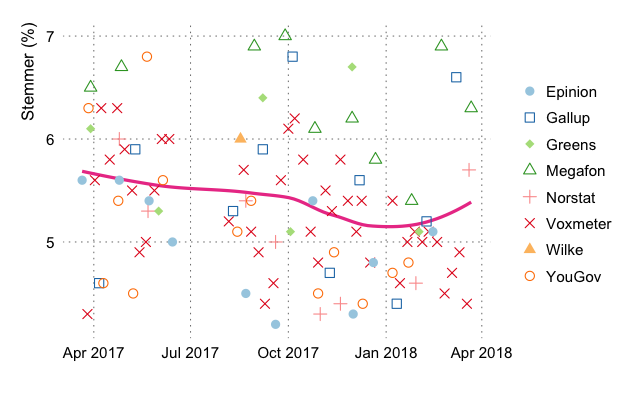 Stemmer (%)
7
6
5
Apr 2017
Jul 2017
Oct 2017
Jan 2018
Apr 2018
Epinion
Gallup
Greens
Megafon
Norstat
Voxmeter
Wilke
YouGov